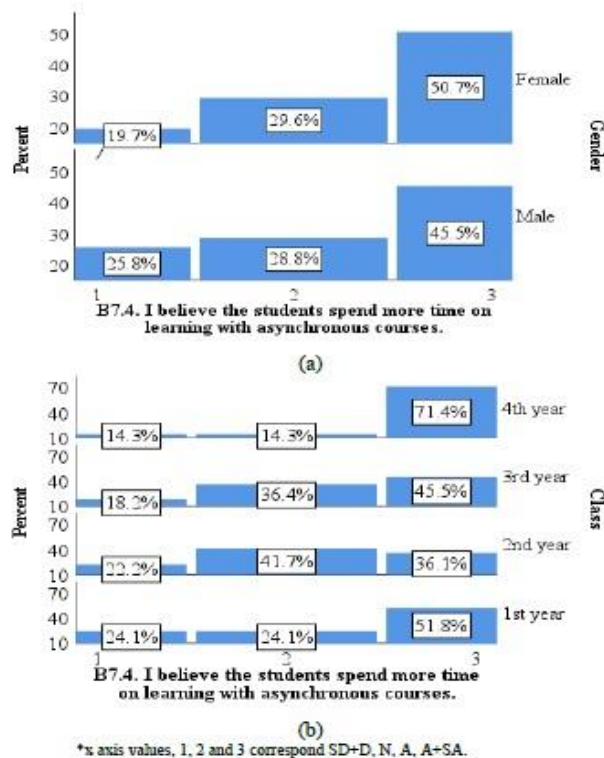 50
40
30
20
Percent
19.7%
29.6%
50.7%
Female
Gender
50
40
30
20
25.8%
28.8%
45.5%
Male
1
2
3
B7.4. I believe the students spend more time on
learning with asynchronous courses.
(a)
70
40
10
14.3%
14.3%
71.4%
4th year
Percent
Class
70
40
10
18.2%
36.4%
45.5%
3rd year
70
40
10
22.2%
41.7%
36.1%
2nd year
70
40
10
24.1%
24.1%
51.8%
1st year
1
2
3
B7.4. I believe the students spend more time
on learning with asynchronous courses.
(b)
*x axis values, 1, 2 and 3 correspond SD+D, N, A, A+SA.